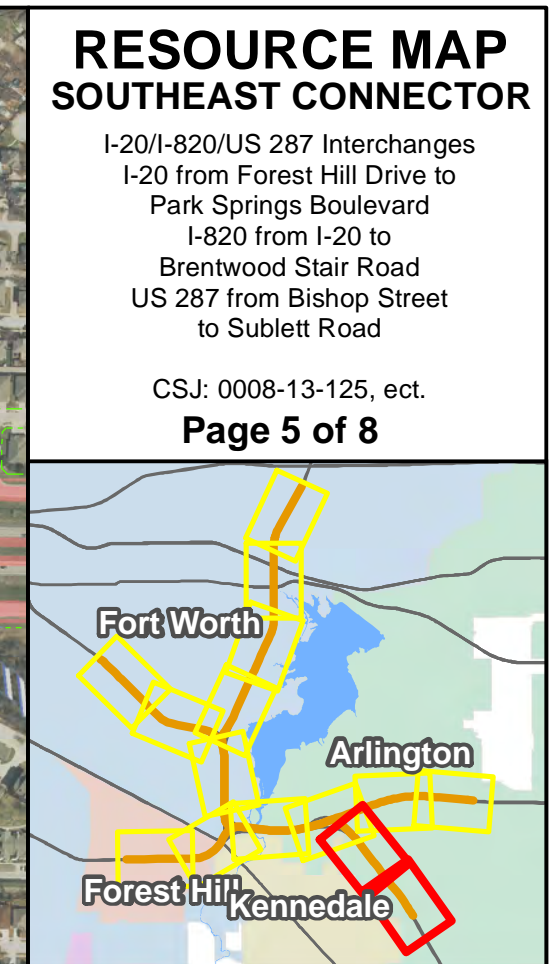 RESOURCE MAP
SOUTHEAST CONNECTOR
I-20/I-820/US 287 Interchanges
I-20 from Forest Hill Drive to
Park Springs Boulevard
I-820 from I-20 to
Brentwood Stair Road
US 287 from Bishop Street
to Sublett Road
CSJ: 0008-13-125, ect.
Page 5 of 8
Fort Worth
Arlington
Forest Hill
Kennedale